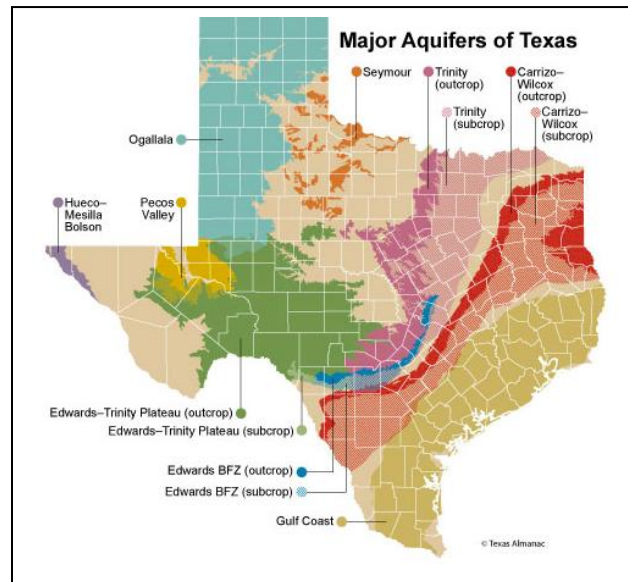 Major Aquifers of Texas
Seymour
Trinity
(outcrop)
Carrizo–
Wilcox
(outcrop)
Trinity
(subcrop)
Carrizo–
Wilcox
(subcrop)
Ogallala
Hueco–
Mesilla
Bolson
Pecos
Valley
Edwards–Trinity Plateau (outcrop)
Edwards–Trinity Plateau (subcrop)
Edwards BFZ (outcrop)
Edwards BFZ (subcrop)
Gulf Coast
© Texas Almanac